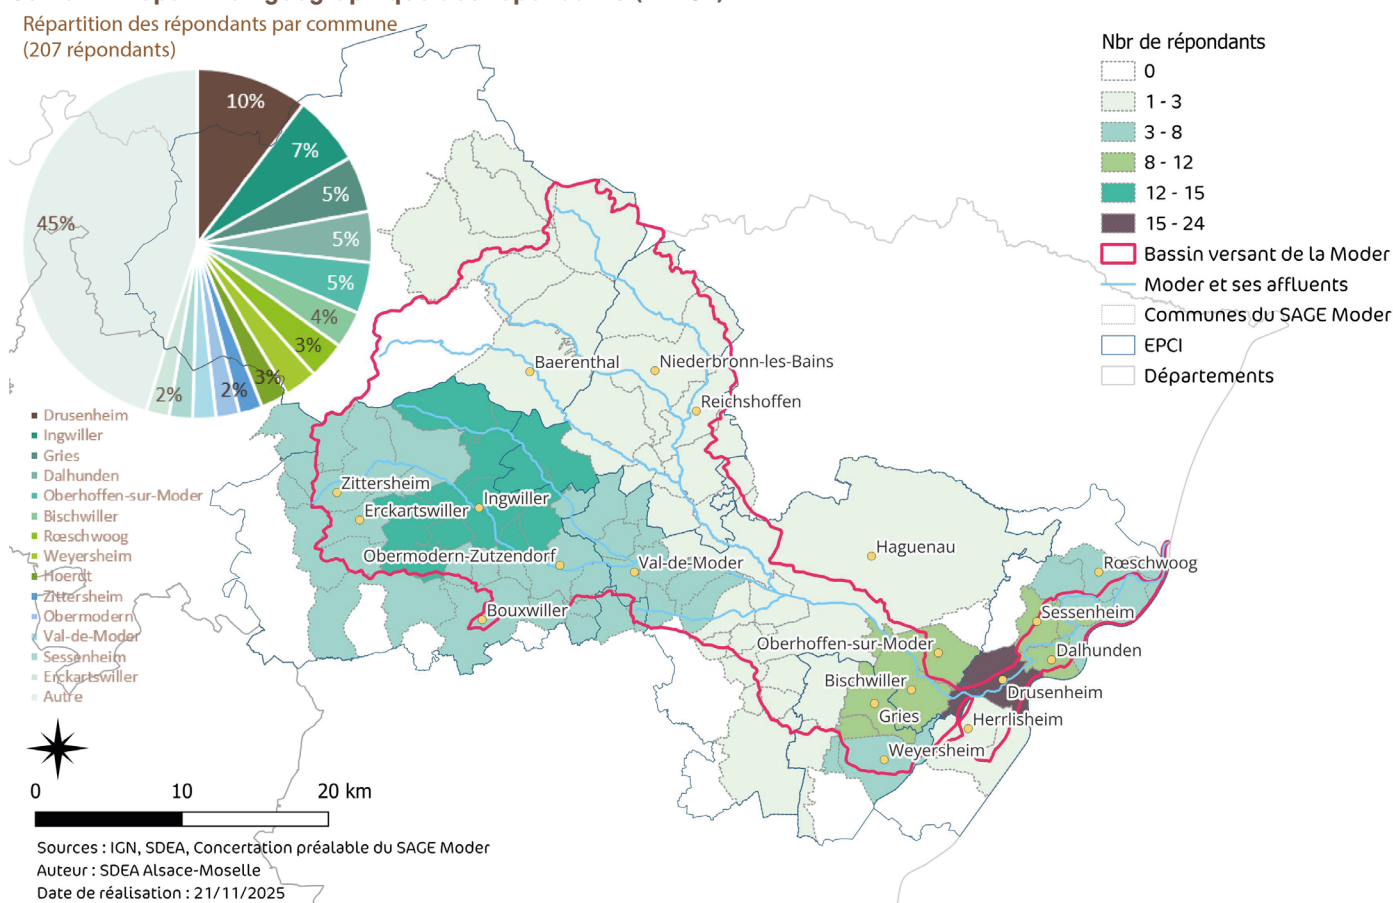 Répartition des répondants par commune
(207 répondants)
10%
7%
5%
5%
5%
4%
3%
3%
2%
2%
45%
Drusenheim
Ingwiller
Gries
Dalhunden
Oberhoffen-sur-Moder
Bischwiller
Rœschwoog
Weyersheim
Hoerdt
Zittersheim
Obermodern
Val-de-Moder
Sessenheim
Erckartswiller
Autre
Nbr de répondants
0
1 - 3
3 - 8
8 - 12
12 - 15
15 - 24
Bassin versant de la Moder
Moder et ses affluents
Communes du SAGE Moder
EPCI
Départements
Baerenthal
Niederbronn-les-Bains
Reichshoffen
Zittersheim
Erckartswiller
Ingwiller
Obermodern-Zutzendorf
Val-de-Moder
Bouxwiller
Haguenau
Rœschwoog
Sessenheim
Oberhoffen-sur-Moder
Dalhunden
Bischwiller
Drusenheim
Gries
Herrlisheim
Weyersheim
0 10 20 km
Sources : IGN, SDEA, Concertation préalable du SAGE Moder
Auteur : SDEA Alsace-Moselle
Date de réalisation : 21/11/2025